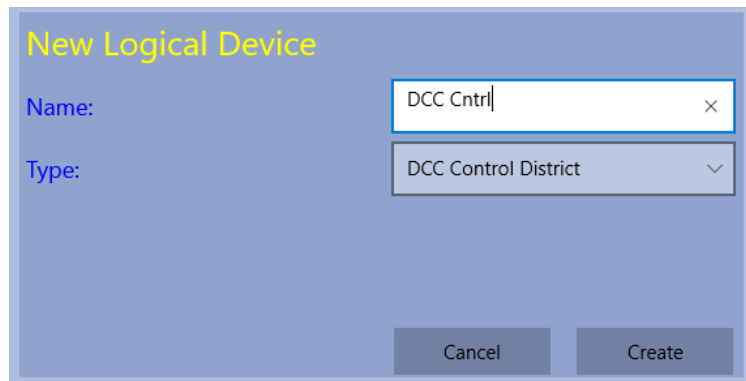 New Logical Device
Name: DCC Cntrl
Type: DCC Control District
Cancel Create